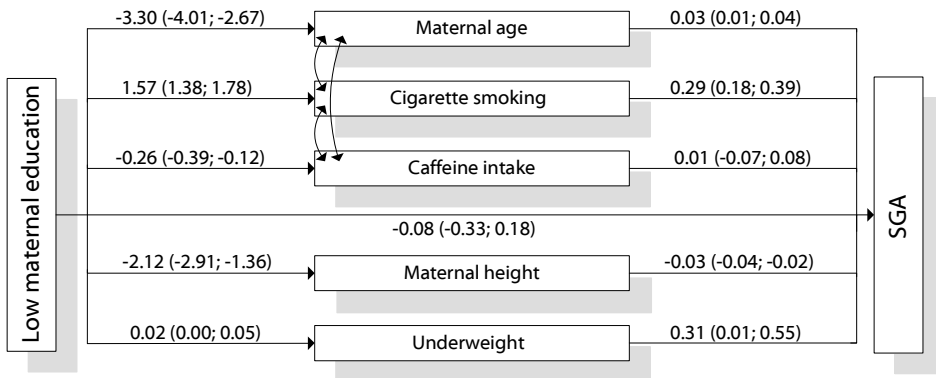 -3.30 (-4.01; -2.67)
Maternal age
0.03 (0.01; 0.04)
1.57 (1.38; 1.78)
Cigarette smoking
0.29 (0.18; 0.39)
-0.26 (-0.39; -0.12)
Caffeine intake
0.01 (-0.07; 0.08)
Low maternal education
-0.08 (-0.33; 0.18)
SGA
-2.12 (-2.91; -1.36)
Maternal height
-0.03 (-0.04; -0.02)
0.02 (0.00; 0.05)
Underweight
0.31 (0.01; 0.55)